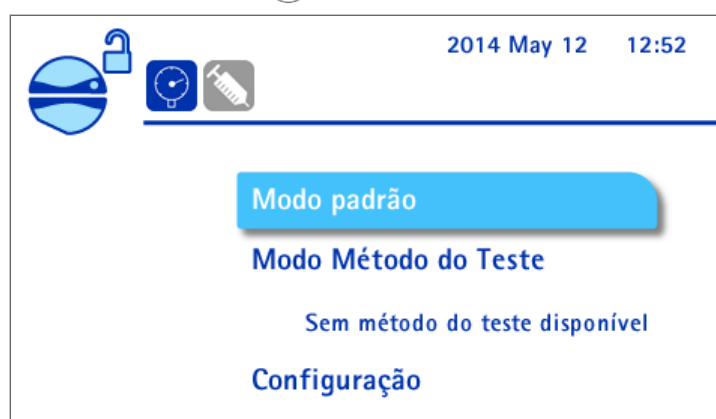 2014 May 12 12:52
Modo padrão
Modo Método do Teste
Sem método do teste disponível
Configuração